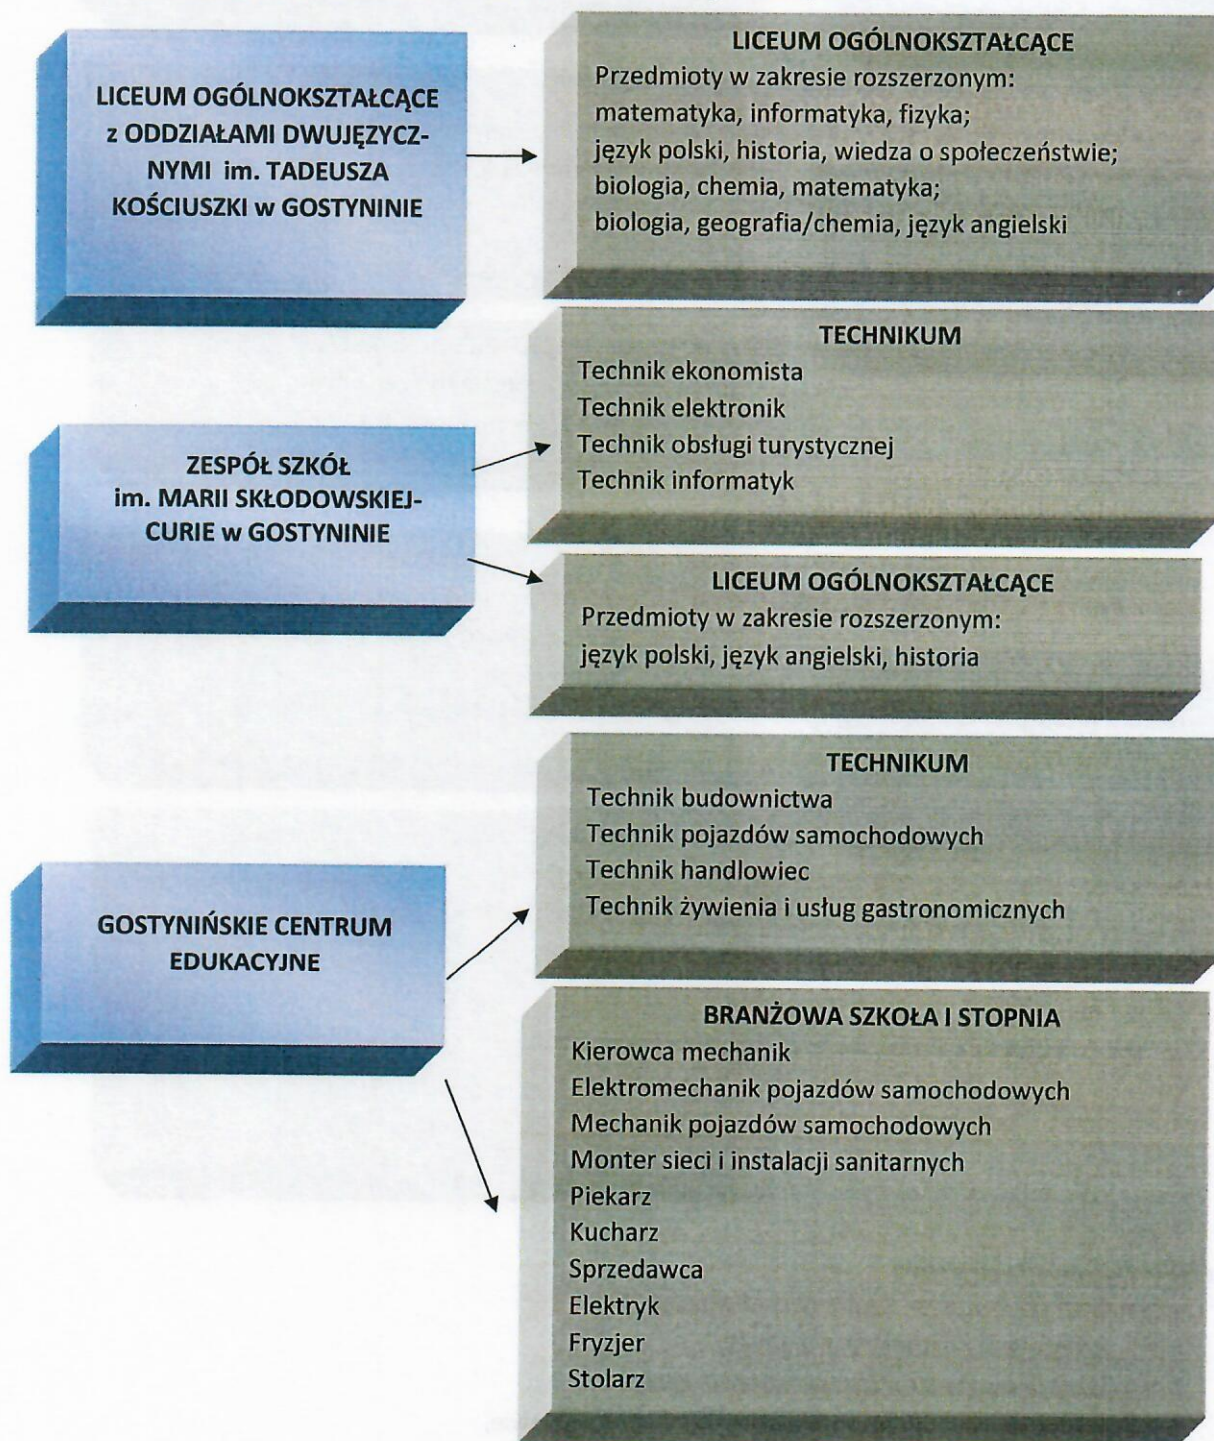 LICEUM OGÓLNOKSZTAŁCĄCE
z ODDZIAŁAMI DWUJĘZYCZ-
NYMI im. TADEUSZA
KOŚCIUSZKI w GOSTYNINIE
LICEUM OGÓLNOKSZTAŁCĄCE
Przedmioty w zakresie rozszerzonym:
matematyka, informatyka, fizyka;
język polski, historia, wiedza o społeczeństwie;
biologia, chemia, matematyka;
biologia, geografia/chemia, język angielski
ZESPÓŁ SZKÓŁ
im. MARII SKŁODOWSKIEJ-
CURIE w GOSTYNINIE
TECHNIKUM
Technik ekonomista
Technik elektronik
Technik obsługi turystycznej
Technik informatyk
LICEUM OGÓLNOKSZTAŁCĄCE
Przedmioty w zakresie rozszerzonym:
język polski, język angielski, historia
GOSTYNIŃSKIE CENTRUM
EDUKACYJNE
TECHNIKUM
Technik budownictwa
Technik pojazdów samochodowych
Technik handlowiec
Technik żywienia i usług gastronomicznych
BRANŻOWA SZKOŁA I STOPNIA
Kierowca mechanik
Elektromechanik pojazdów samochodowych
Mechanik pojazdów samochodowych
Monter sieci i instalacji sanitarnych
Piekarz
Kucharz
Sprzedawca
Elektryk
Fryzjer
Stolarz